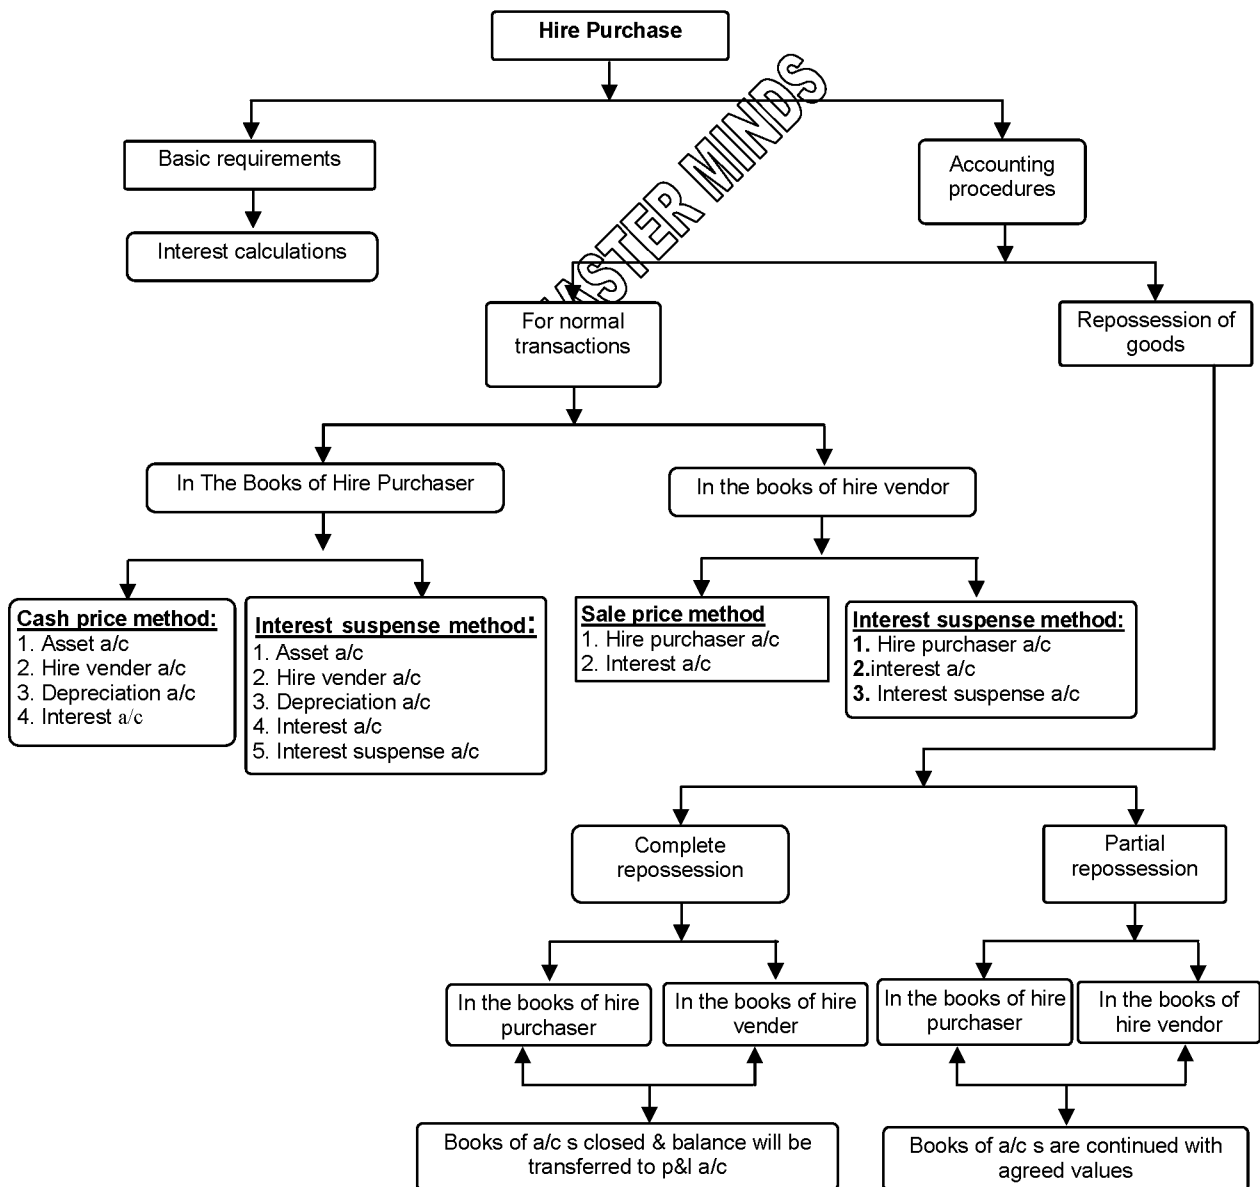 Hire Purchase
MASTER MINDS
Basic requirements
Accounting
procedures
Interest calculations
For normal
transactions
Repossession of
goods
In The Books of Hire Purchaser
In the books of hire vendor
Cash price method:
1. Asset a/c
2. Hire vender a/c
3. Depreciation a/c
4. Interest a/c
Interest suspense method:
1. Asset a/c
2. Hire vender a/c
3. Depreciation a/c
4. Interest a/c
5. Interest suspense a/c
Sale price method
1. Hire purchaser a/c
2. Interest a/c
Interest suspense method:
1. Hire purchaser a/c
2.interest a/c
3. Interest suspense a/c
Complete
repossession
Partial
repossession
In the books of hire
purchaser
In the books of hire
vender
In the books of hire
purchaser
In the books of
hire vendor
Books of a/c s closed & balance will be
transferred to p&l a/c
Books of a/c s are continued with
agreed values